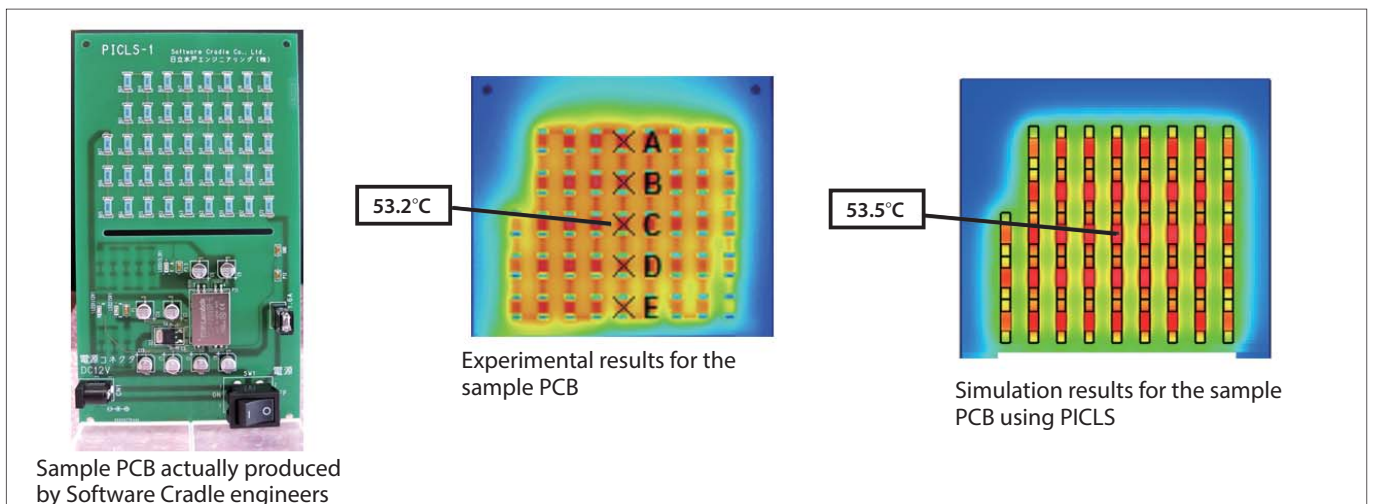 PICLS-1
Software Cradle Co., Ltd.
日立水戸エンジニアリング（株）
電源コネクタ
DC12V
電源
SW1
CN1
Sample PCB actually produced
by Software Cradle engineers
53.2°C
A
B
C
D
E
Experimental results for the
sample PCB
53.5°C
Simulation results for the sample
PCB using PICLS